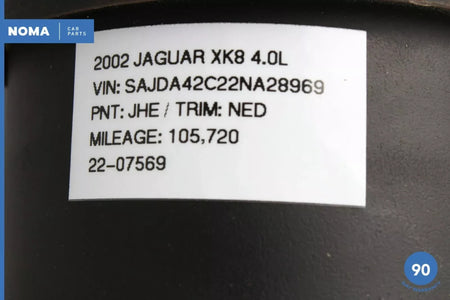 NOMA CAR PARTS
2002 JAGUAR XK8 4.0L
VIN: SAJDA42C22NA28969
PNT: JHE / TRIM: NED
MILEAGE: 105,720
22-07569
90